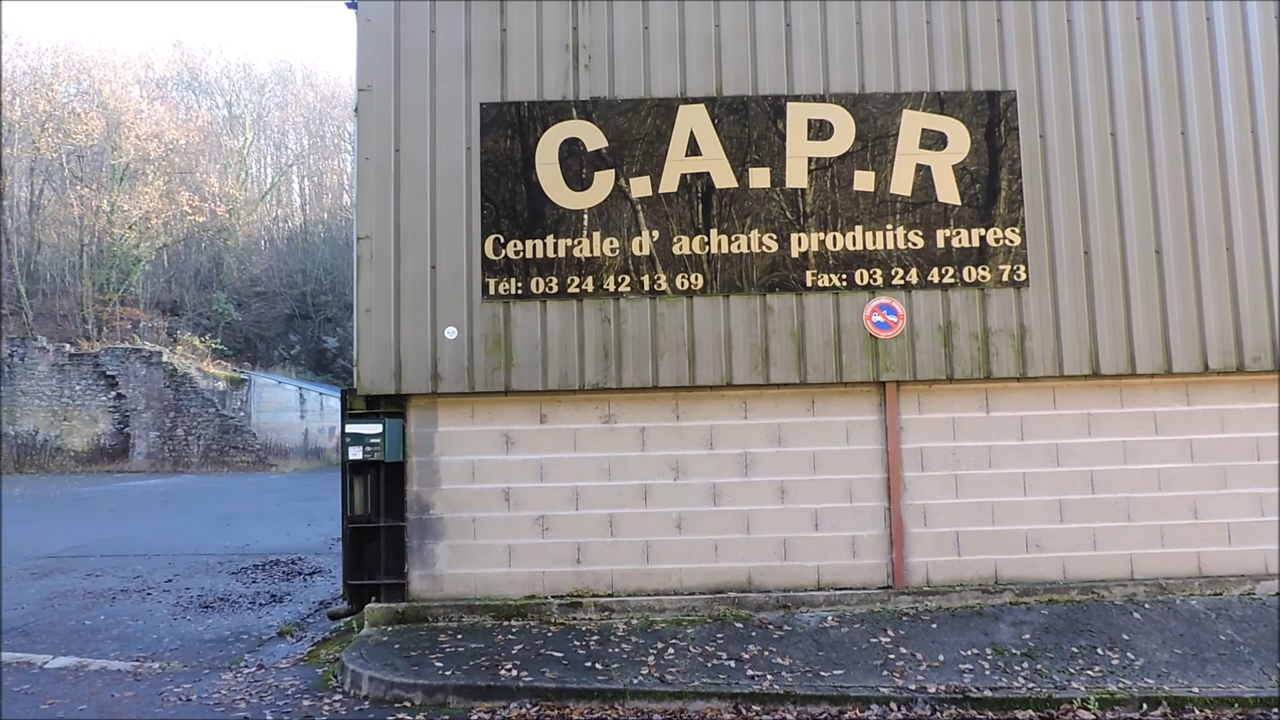 C.A.P.R
Centrale d' achats produits rares
Tél: 03 24 42 13 69 Fax: 03 24 42 08 73